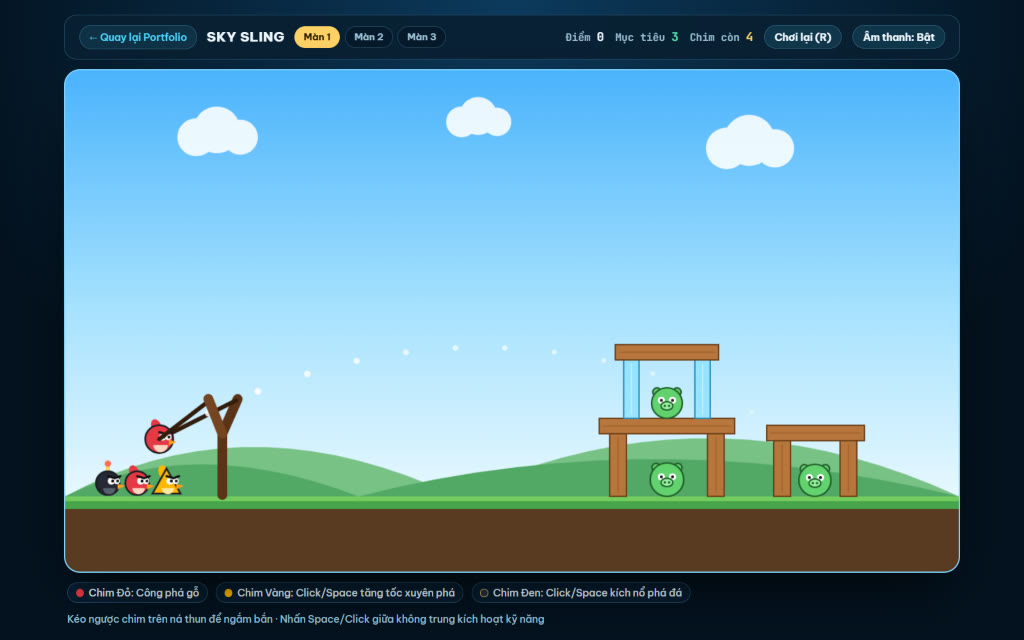 ← Quay lại Portfolio SKY SLING Màn 1 Màn 2 Màn 3 Điểm 0 Mục tiêu 3 Chim còn 4 Chơi lại (R) Âm thanh: Bật
Chim Đỏ: Công phá gỗ Chim Vàng: Click/Space tăng tốc xuyên phá Chim Đen: Click/Space kích nổ phá đá
Kéo ngược chim trên ná thun để ngắm bắn · Nhấn Space/Click giữa không trung kích hoạt kỹ năng